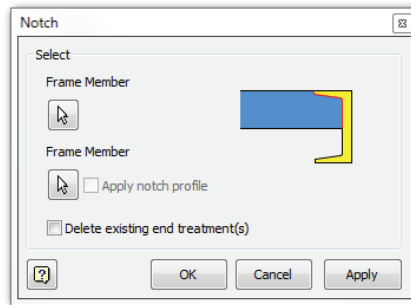 Notch
Select
Frame Member
Frame Member
Apply notch profile
Delete existing end treatment(s)
?
OK
Cancel
Apply